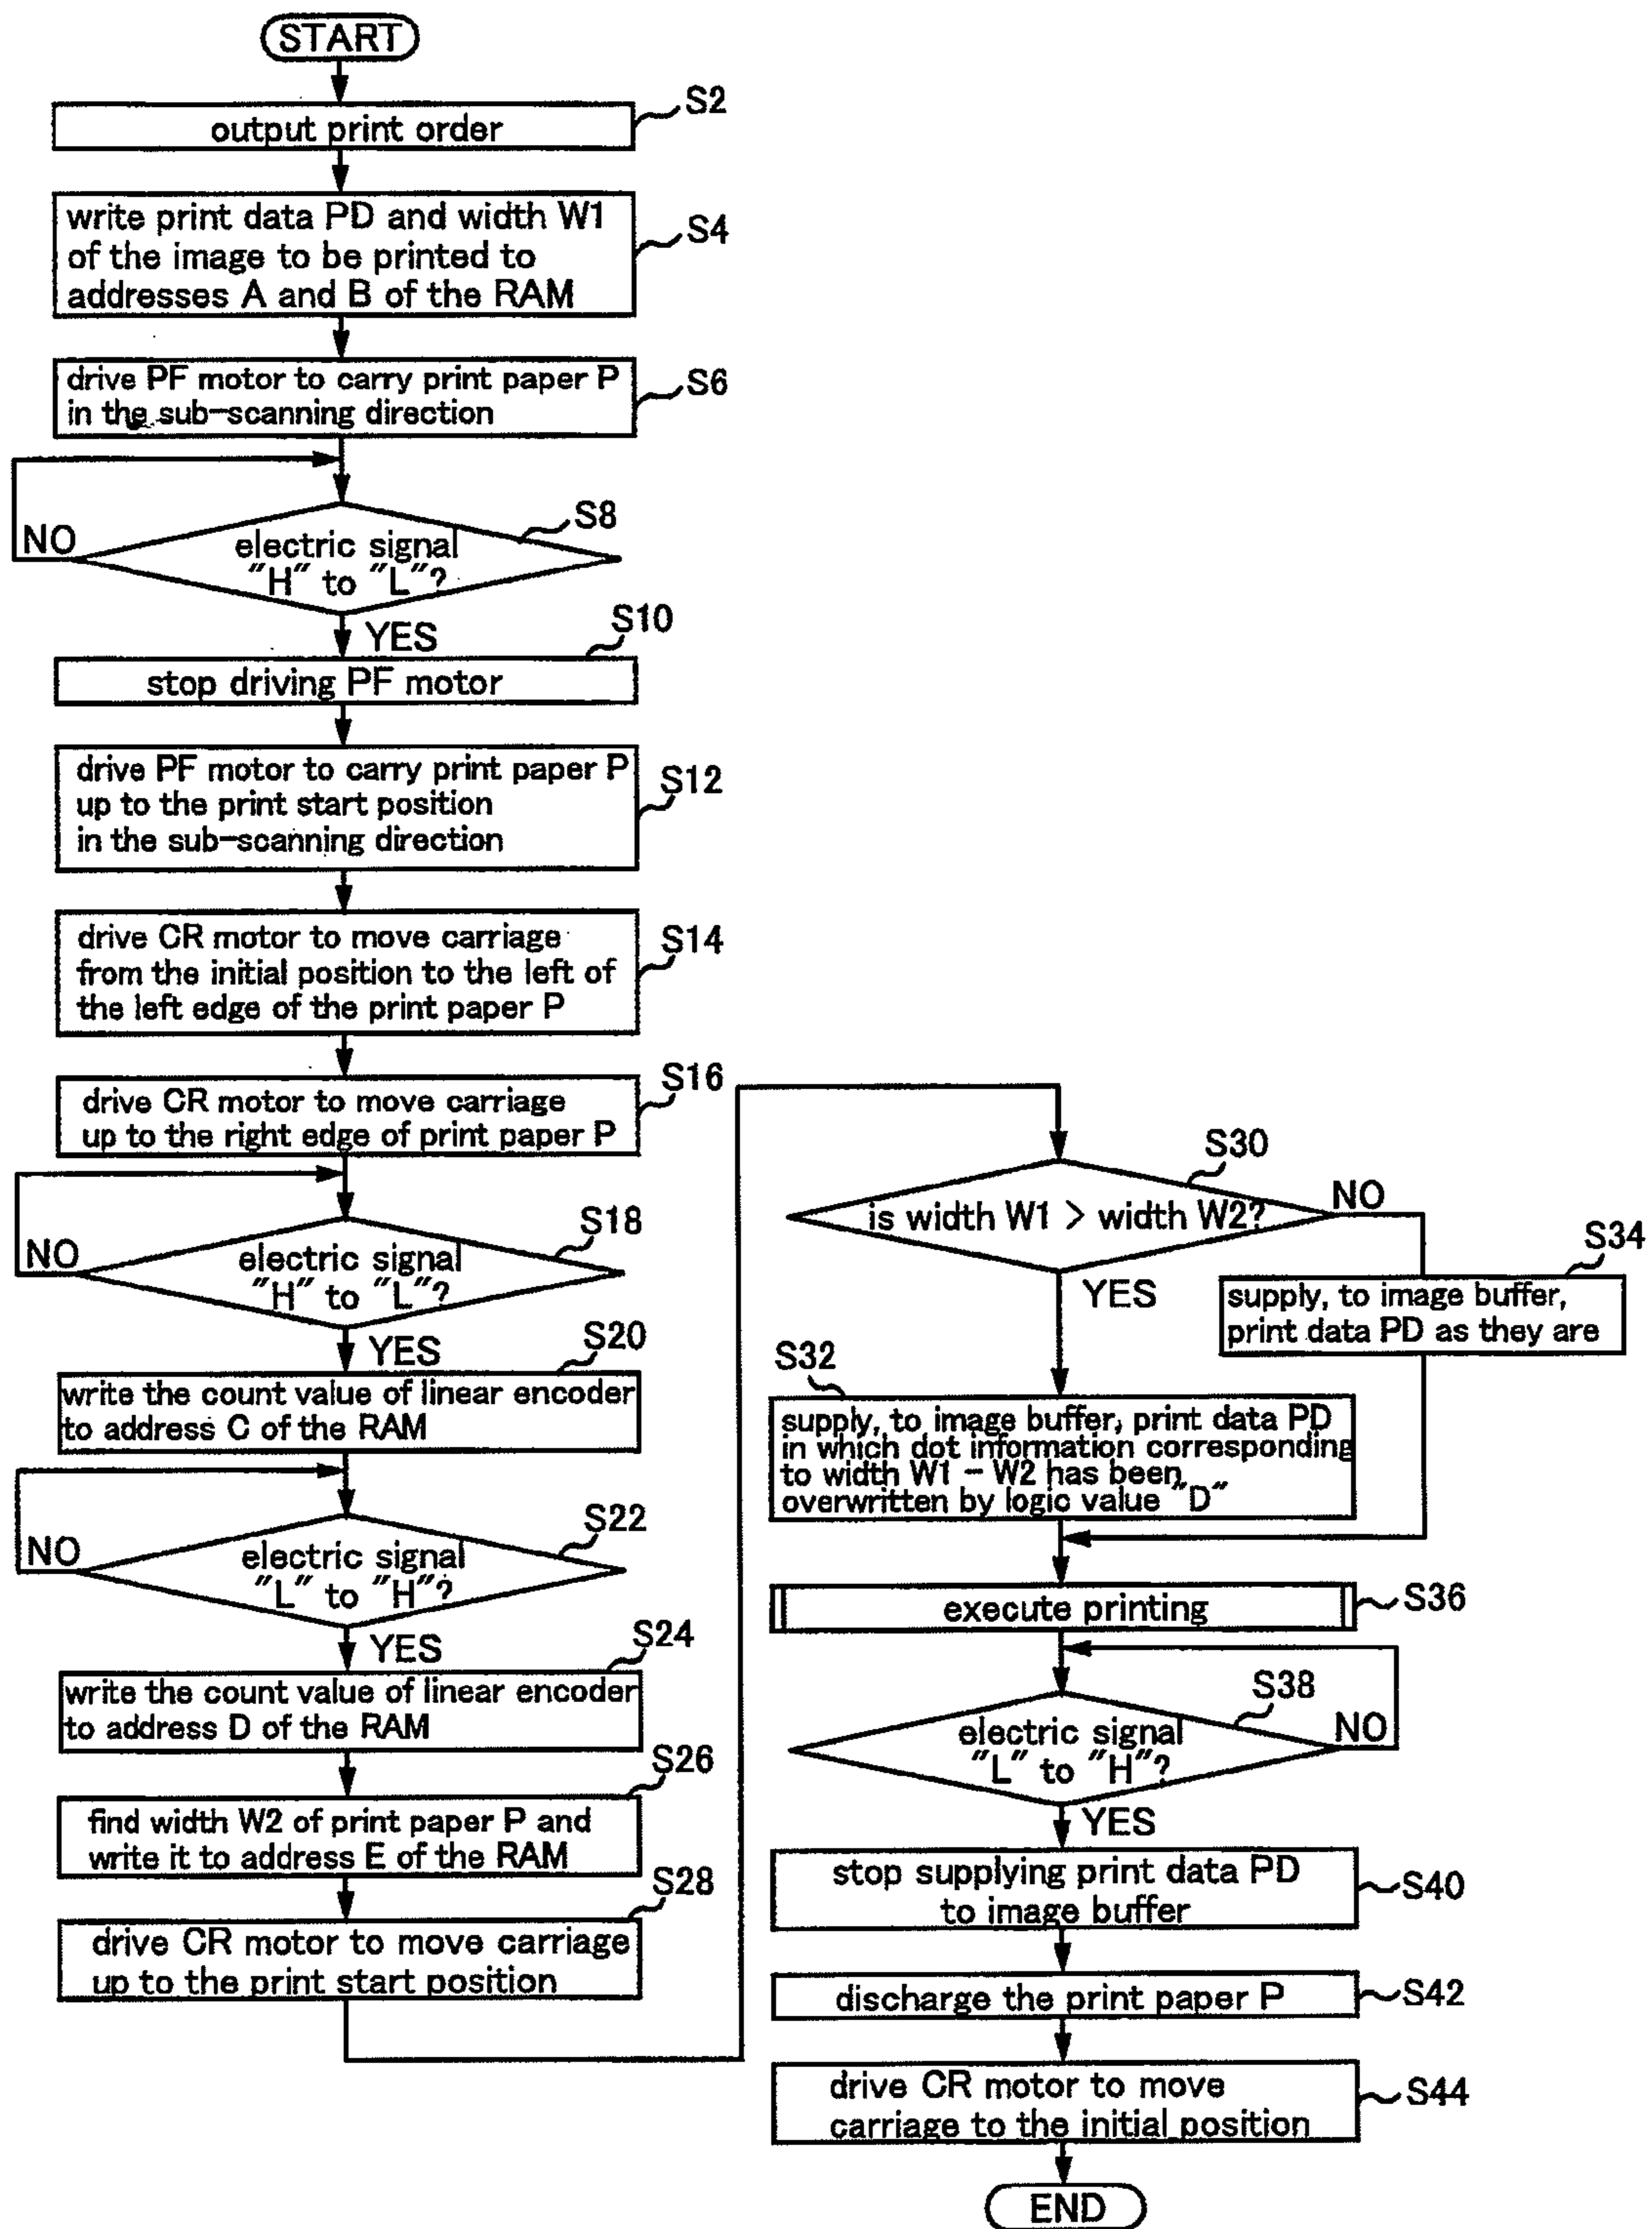 START
S2
output print order
S4
write print data PD and width W1
of the image to be printed to
addresses A and B of the RAM
S6
drive PF motor to carry print paper P
in the sub-scanning direction
S8
NO
electric signal
"H" to "L"?
YES
S10
stop driving PF motor
S12
drive PF motor to carry print paper P
up to the print start position
in the sub-scanning direction
S14
drive CR motor to move carriage
from the initial position to the left of
the left edge of the print paper P
S16
drive CR motor to move carriage
up to the right edge of print paper P
S18
NO
electric signal
"H" to "L"?
YES
S20
write the count value of linear encoder
to address C of the RAM
S22
NO
electric signal
"L" to "H"?
YES
S24
write the count value of linear encoder
to address D of the RAM
S26
find width W2 of print paper P and
write it to address E of the RAM
S28
drive CR motor to move carriage
up to the print start position
S30
is width W1 > width W2?
NO
YES
S34
supply, to image buffer,
print data PD as they are
S32
supply, to image buffer, print data PD
in which dot information corresponding
to width W1 - W2 has been
overwritten by logic value "D"
S36
execute printing
S38
electric signal
"L" to "H"?
NO
YES
S40
stop supplying print data PD
to image buffer
S42
discharge the print paper P
S44
drive CR motor to move
carriage to the initial position
END